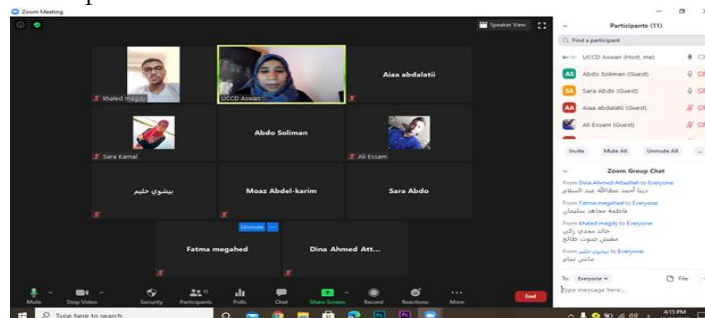 Zoom Meeting
Speaker View
Participants (11)
Find a participant
khaled magdy
UCCD Aswan
Aiaa abdalatii
UCCD Aswan (Host, me)
AS Abdo Soliman (Guest)
SA Sara Abdo (Guest)
AA Aiaa abdalatii (Guest)
Ali Essam (Guest)
Sara Kamal
Abdo Soliman
Ali Essam
Invite Mute All Unmute All ...
Zoom Group Chat
From Dina Ahmed Attaallah to Everyone:
دينا أحمد عطاالله عبد السلام
From Fatma megahed to Everyone:
فاطمة مجاهد سليمان
From khaled magdy to Everyone:
خالد مجدي زكي
مفيش صوت طالع
From بيشوي حليم to Everyone:
ماشي تمام
بيشوي حليم
Moaz Abdel-karim
Sara Abdo
Unmute ...
Fatma megahed
Dina Ahmed Att...
To: Everyone File ...
Type message here...
Mute
Stop Video
Security
Participants
11
Polls
Chat
Share Screen
Record
Reactions
More
End
Type here to search
4:15 PM